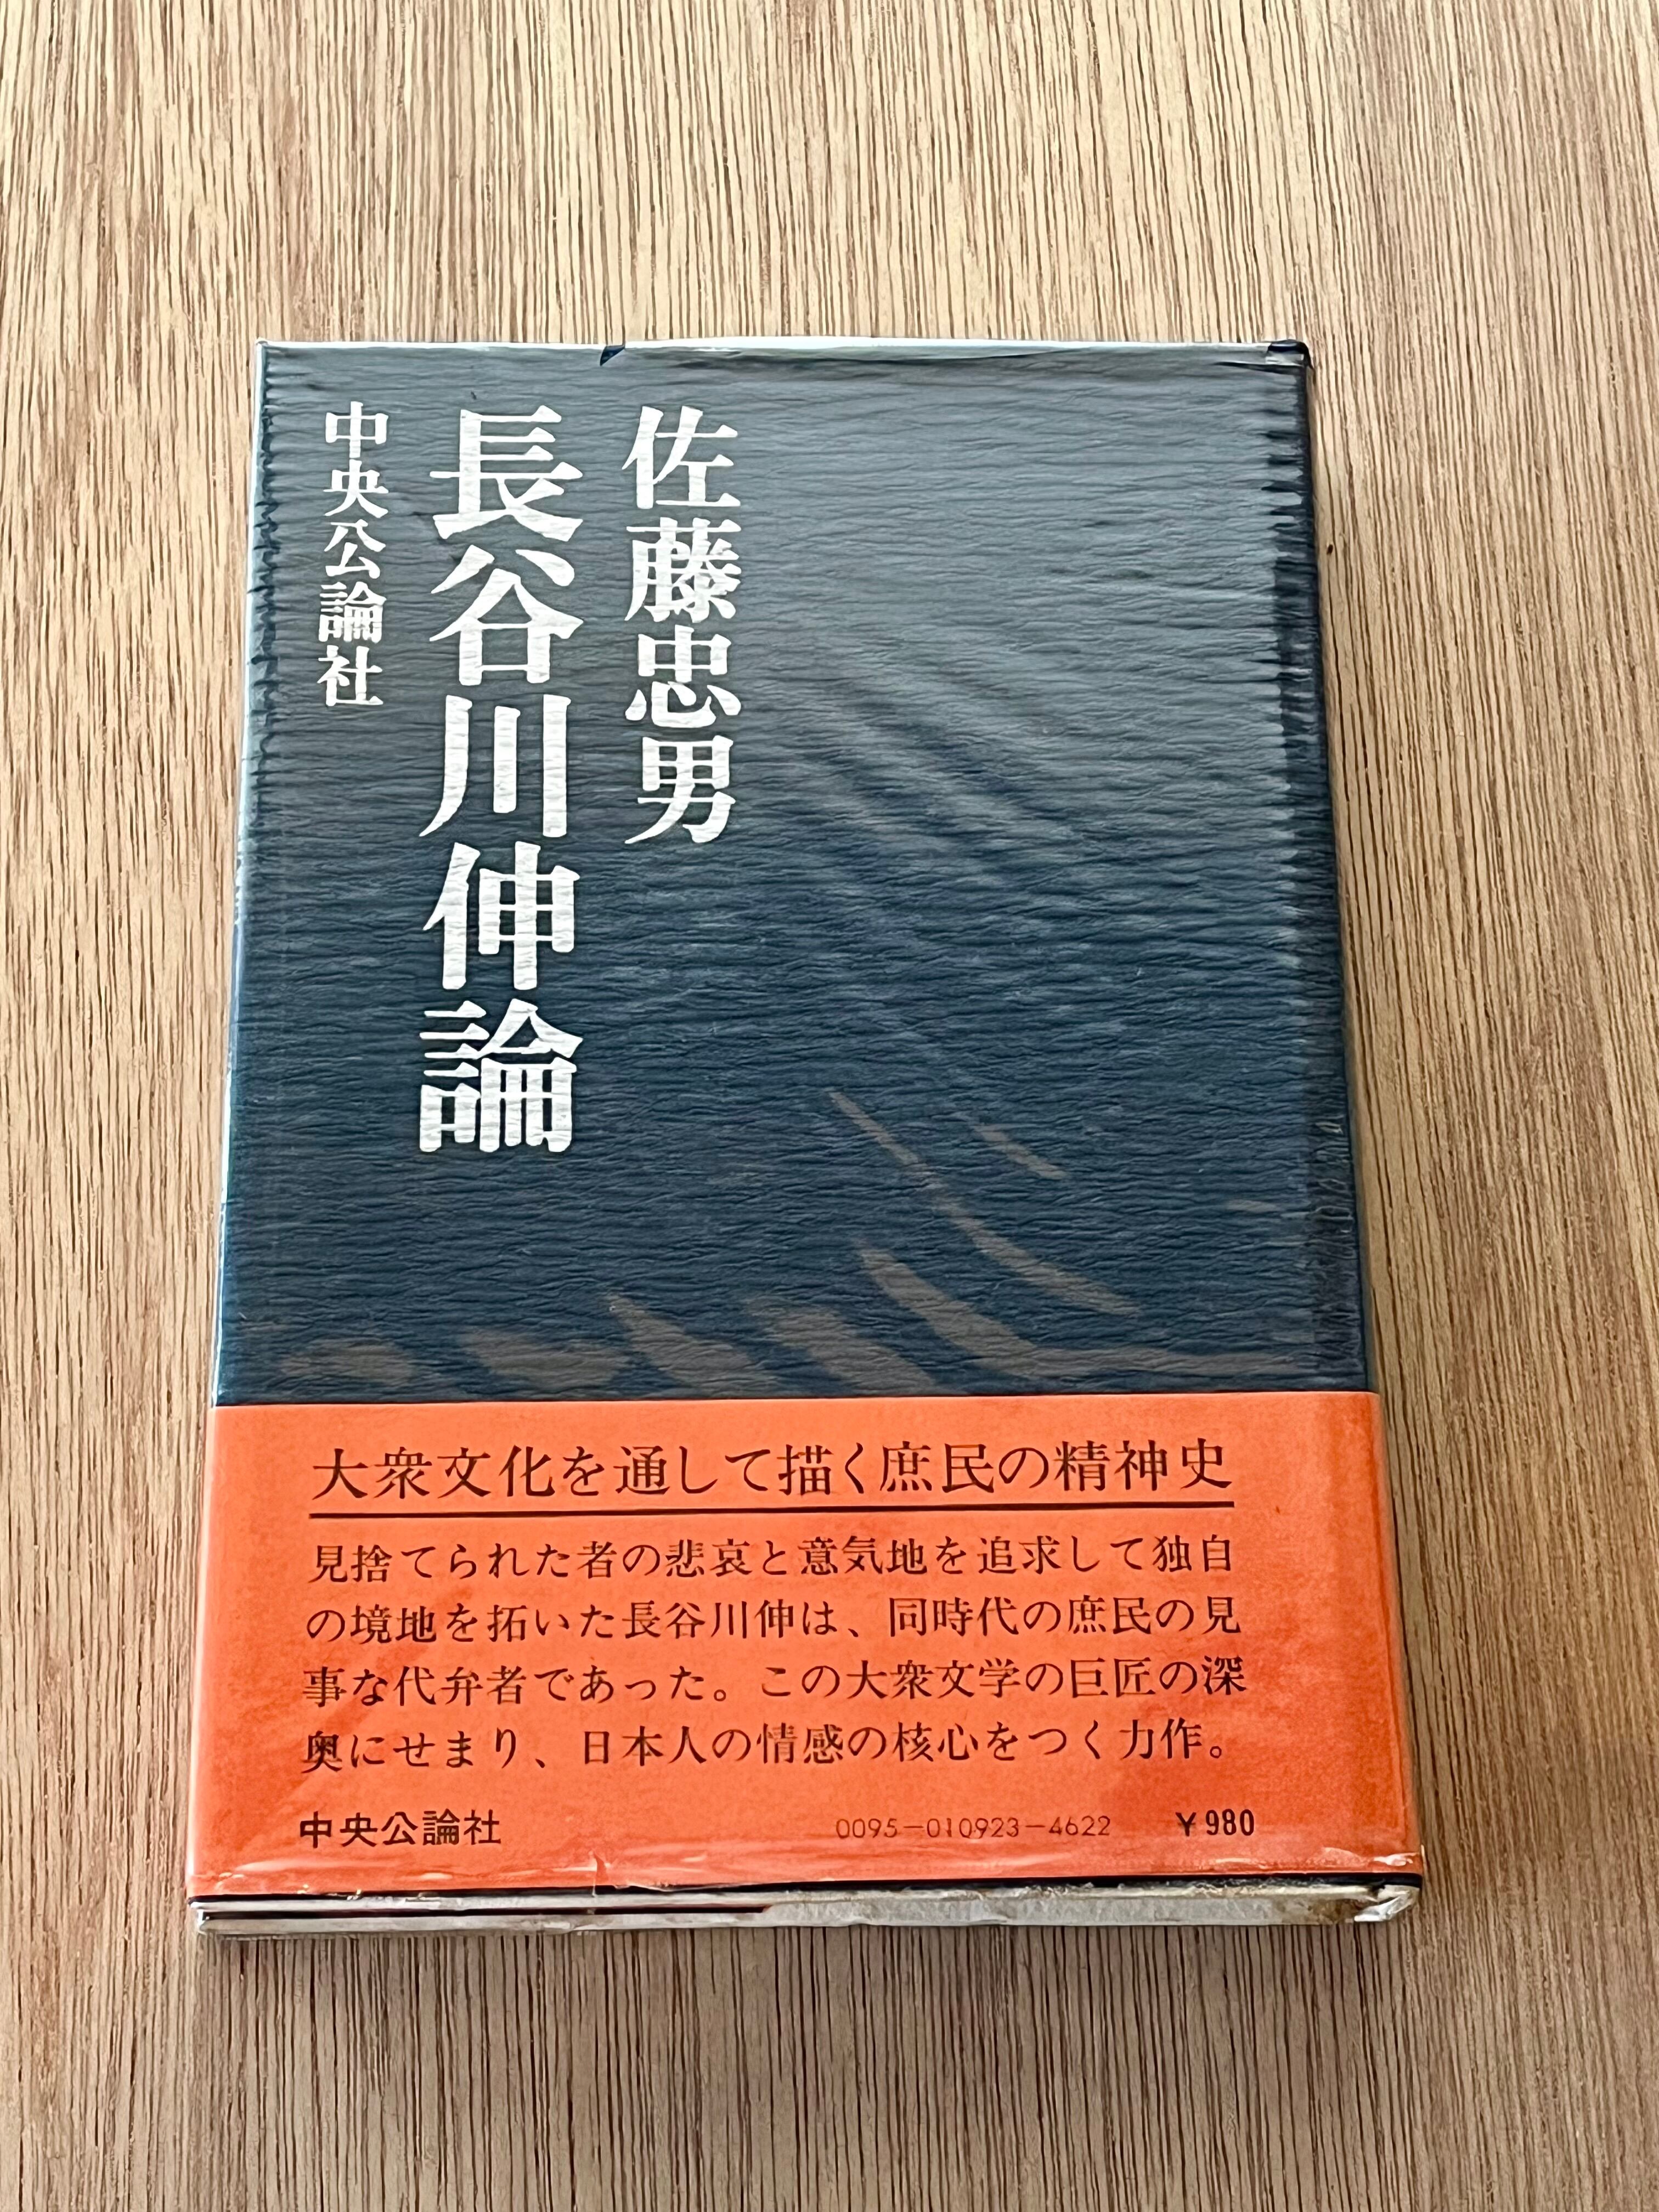 佐藤忠男
長谷川伸論
中央公論社
大衆文化を通して描く庶民の精神史
見捨てられた者の悲哀と意気地を追求して独自
の境地を拓いた長谷川伸は、同時代の庶民の見
事な代弁者であった。この大衆文学の巨匠の深
奥にせまり、日本人の情感の核心をつく力作。
中央公論社 0095-010923-4622 ¥980